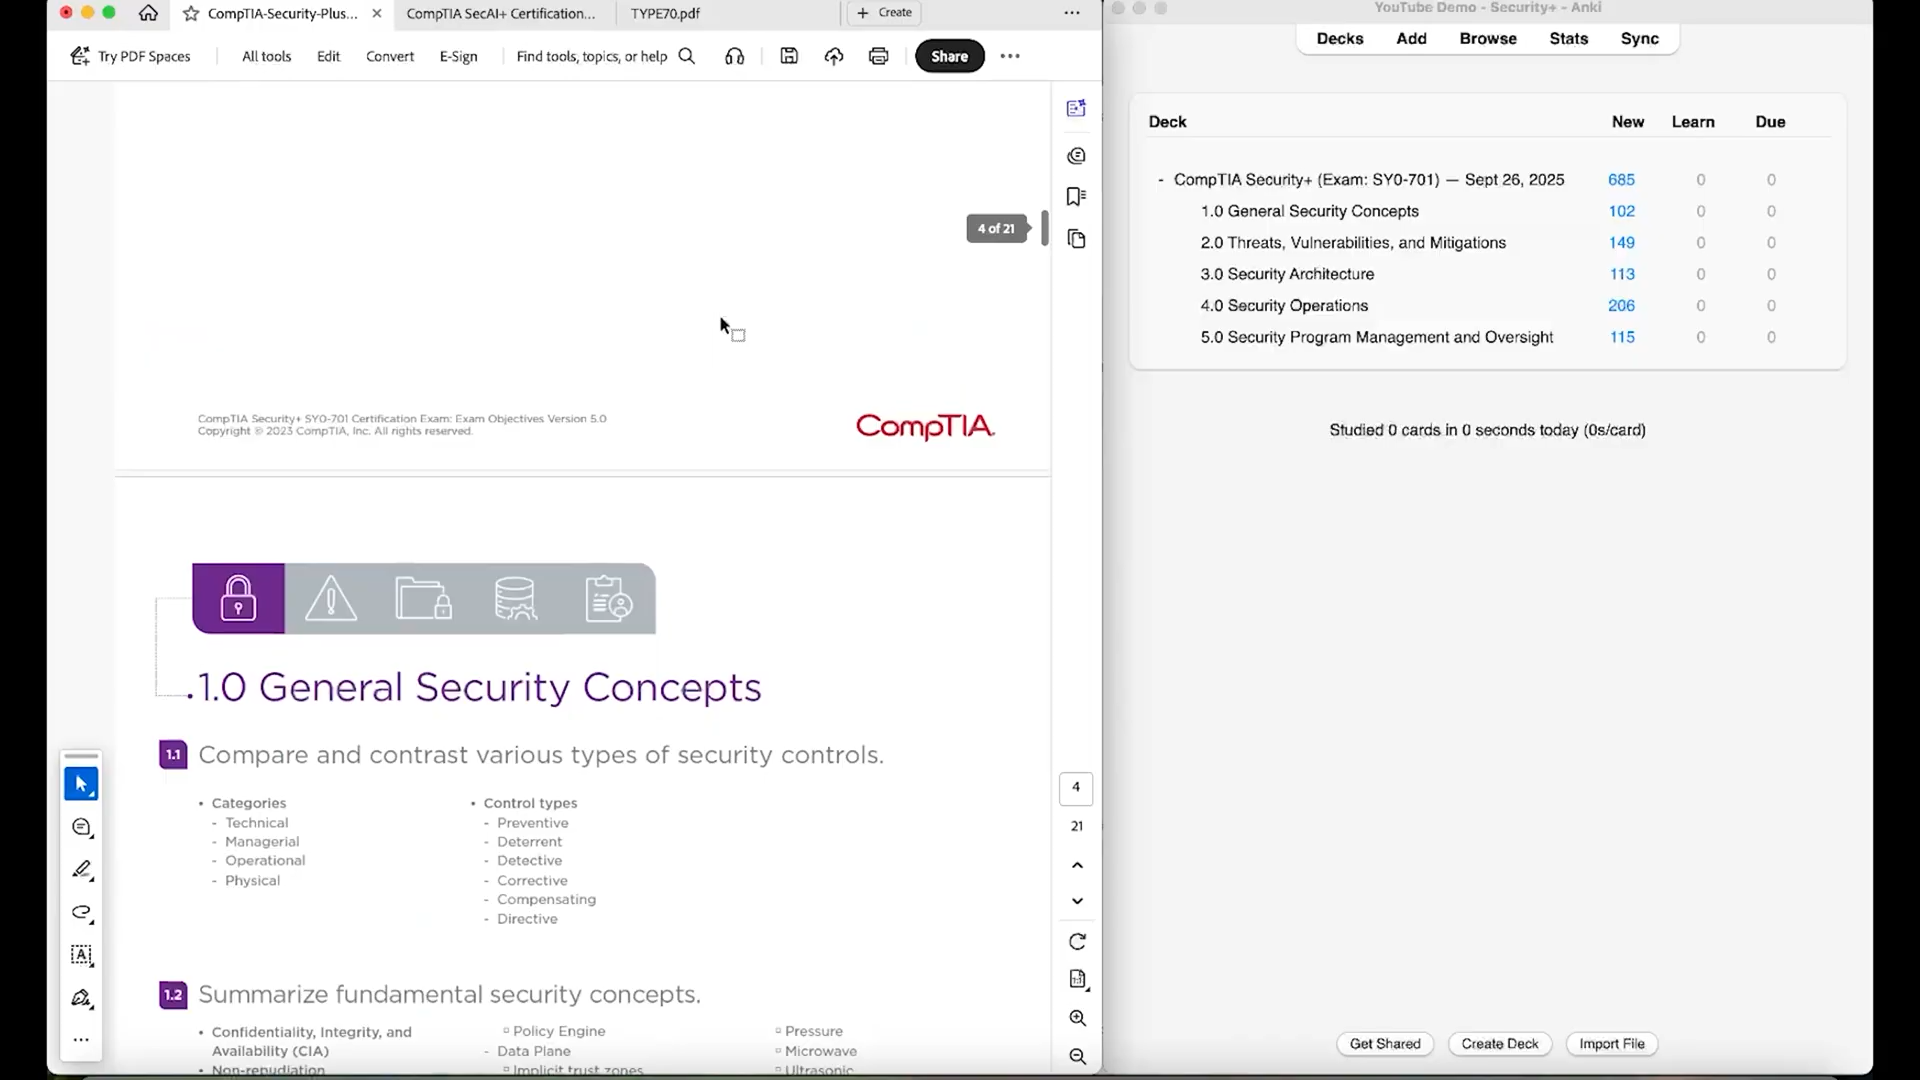 CompTIA-Security-Plus...
CompTIA SecAI+ Certification...
TYPE70.pdf
Create
Try PDF Spaces
All tools
Edit
Convert
E-Sign
Find tools, topics, or help
Share
4 of 21
CompTIA Security+ SY0-701 Certification Exam: Exam Objectives Version 5.0
Copyright © 2023 CompTIA, Inc. All rights reserved.
CompTIA.
1.0 General Security Concepts
1.1 Compare and contrast various types of security controls.
• Categories
- Technical
- Managerial
- Operational
- Physical
• Control types
- Preventive
- Deterrent
- Detective
- Corrective
- Compensating
- Directive
1.2 Summarize fundamental security concepts.
• Confidentiality, Integrity, and
Availability (CIA)
• Non-repudiation
Policy Engine
- Data Plane
Implicit trust zones
Pressure
Microwave
Ultrasonic
4
21
YouTube Demo - Security+ - Anki
Decks
Add
Browse
Stats
Sync
Deck New Learn Due
- CompTIA Security+ (Exam: SY0-701) — Sept 26, 2025 685 0 0
1.0 General Security Concepts 102 0 0
2.0 Threats, Vulnerabilities, and Mitigations 149 0 0
3.0 Security Architecture 113 0 0
4.0 Security Operations 206 0 0
5.0 Security Program Management and Oversight 115 0 0
Studied 0 cards in 0 seconds today (0s/card)
Get Shared
Create Deck
Import File